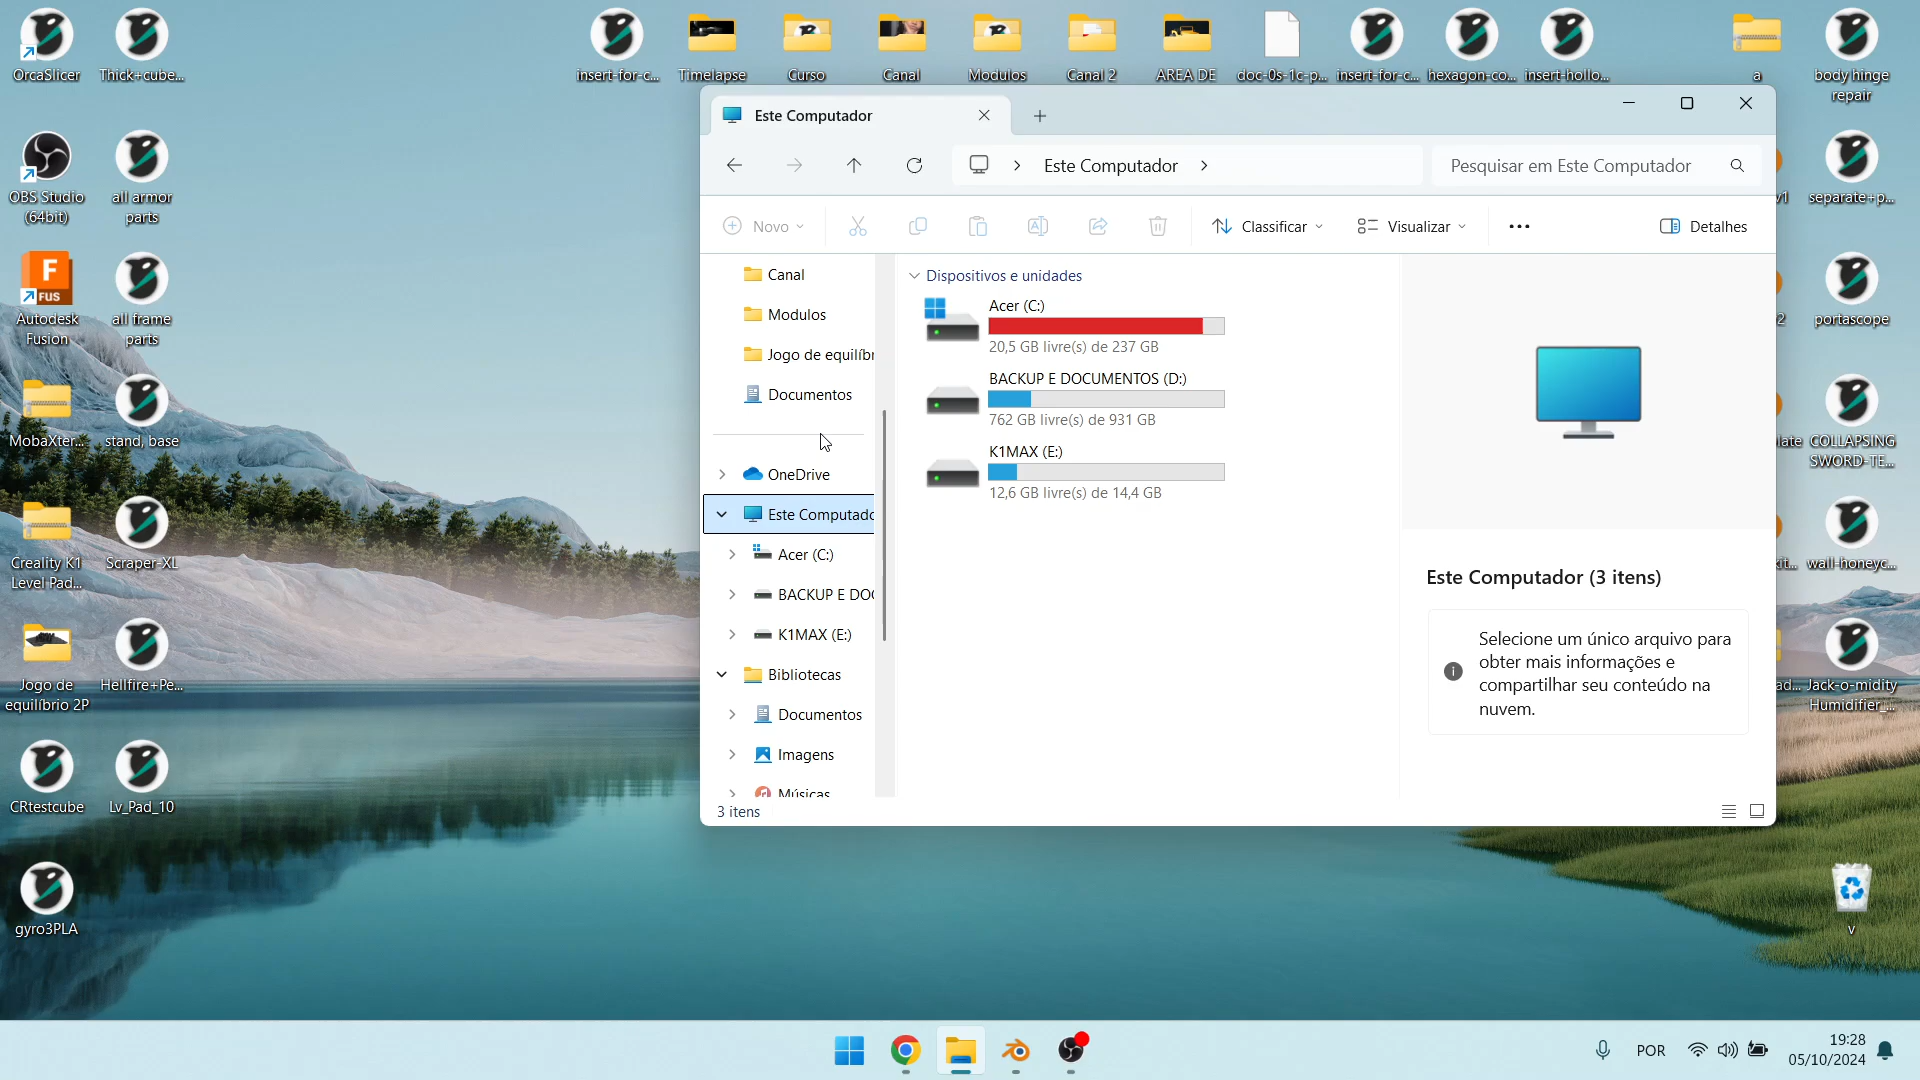 OrcaSlicer
Thick+cube...
insert-for-c...
Timelapse
Curso
Canal
Modulos
Canal 2
AREA DE
doc-0s-1c-p...
insert-for-c...
hexagon-co...
insert-hollo...
a
body hinge
repair
OBS Studio
(64bit)
all armor
parts
separate+p...
FUS
Autodesk
Fusion
all frame
parts
portascope
MobaXter...
stand, base
COLLAPSING
SWORD-TE...
Creality K1
Level Pad...
Scraper-XL
wall-honeyc...
Jogo de
equilíbrio 2P
Hellfire+Pe...
Jack-o-midity
Humidifier_...
CRtestcube
Lv_Pad_10
gyro3PLA
v
Este Computador
Este Computador
Pesquisar em Este Computador
Novo
Classificar
Visualizar
Detalhes
Canal
Modulos
Jogo de equilíbr
Documentos
OneDrive
Este Computado
Acer (C:)
BACKUP E DOC
K1MAX (E:)
Bibliotecas
Documentos
Imagens
Músicas
3 itens
Dispositivos e unidades
Acer (C:)
20,5 GB livre(s) de 237 GB
BACKUP E DOCUMENTOS (D:)
762 GB livre(s) de 931 GB
K1MAX (E:)
12,6 GB livre(s) de 14,4 GB
Este Computador (3 itens)
Selecione um único arquivo para
obter mais informações e
compartilhar seu conteúdo na
nuvem.
POR
19:28
05/10/2024